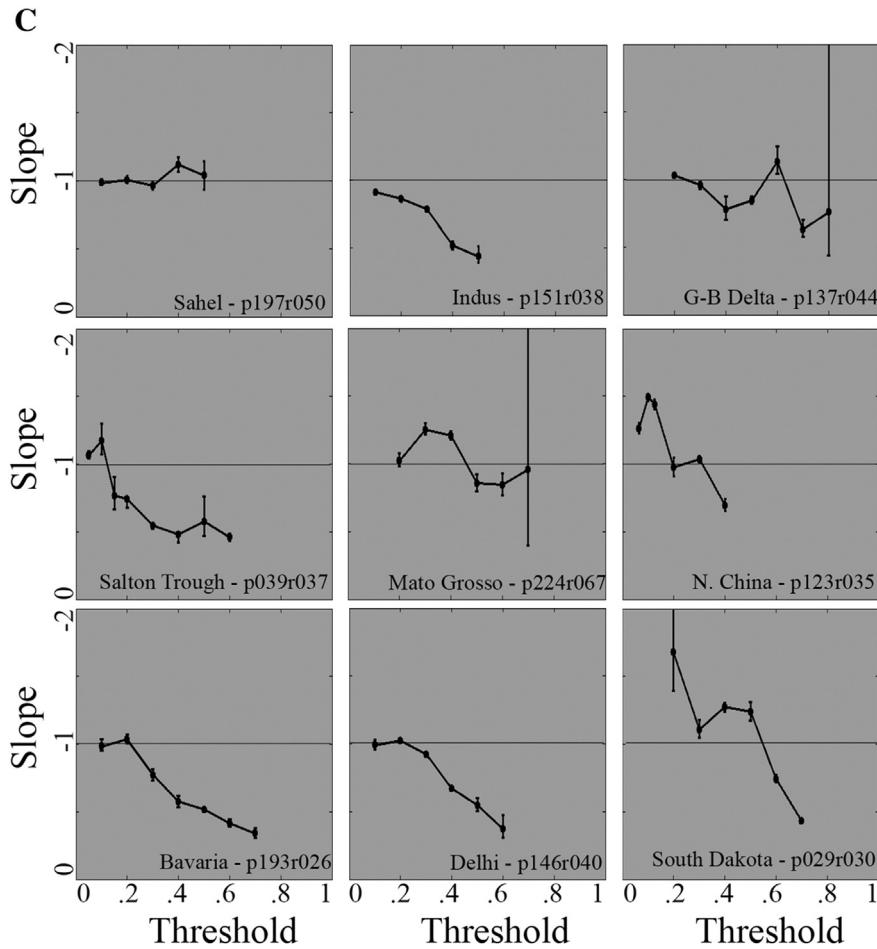 C
-2
Slope
-1
0
Sahel - p197r050
Indus - p151r038
G-B Delta - p137r044
-2
Slope
-1
0
Salton Trough - p039r037
Mato Grosso - p224r067
N. China - p123r035
-2
Slope
-1
0
Bavaria - p193r026
Delhi - p146r040
South Dakota - p029r030
0 .2 .4 .6 .8 1
0 .2 .4 .6 .8 1
0 .2 .4 .6 .8 1
Threshold
Threshold
Threshold